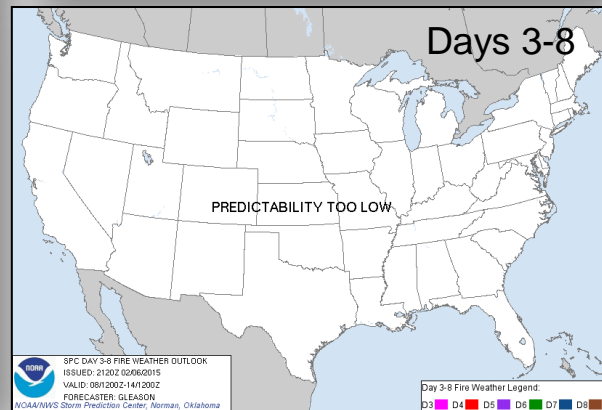 Days 3-8
PREDICTABILITY TOO LOW
NOAA
SPC DAY 3-8 FIRE WEATHER OUTLOOK
ISSUED: 2120Z 02/06/2015
VALID: 08/1200Z-14/1200Z
FORECASTER: GLEASON
NOAA/NWS Storm Prediction Center, Norman, Oklahoma
Day 3-8 Fire Weather Legend:
D3 D4 D5 D6 D7 D8